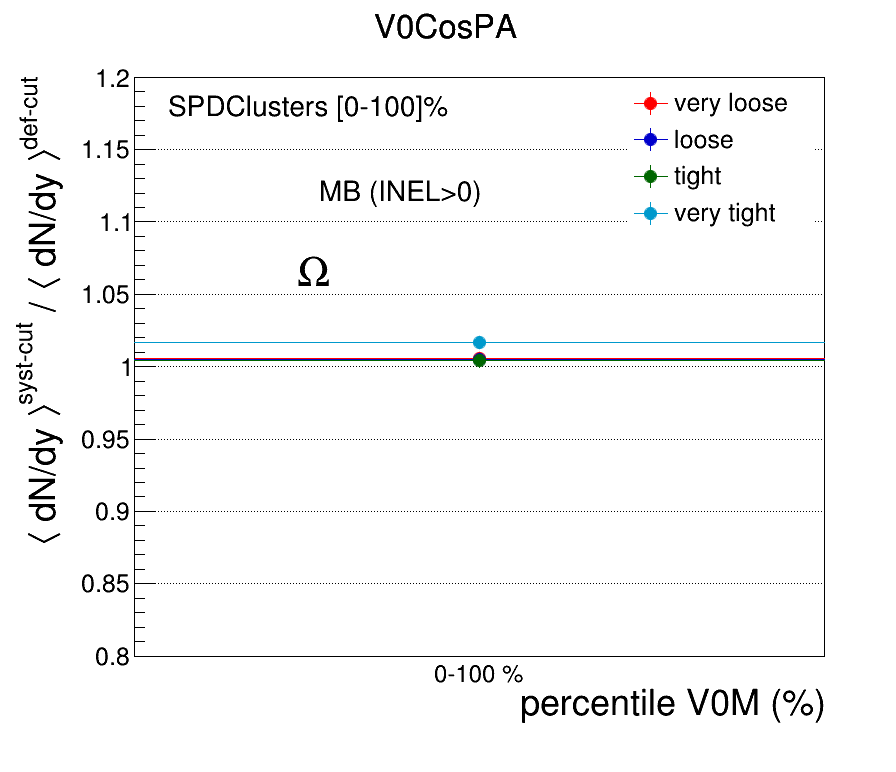 V0CosPA
SPDClusters [0-100]%
MB (INEL>0)
Ω
very loose
loose
tight
very tight
⟨ dN/dy ⟩^syst-cut / ⟨ dN/dy ⟩^def-cut
1.2
1.15
1.1
1.05
1
0.95
0.9
0.85
0.8
0-100 %
percentile V0M (%)